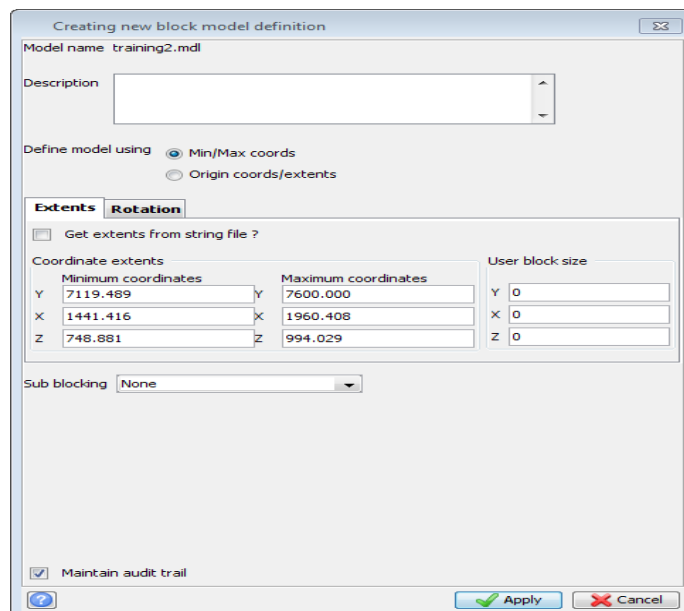 Creating new block model definition
Model name training2.mdl
Description
Define model using Min/Max coords
Origin coords/extents
Extents Rotation
Get extents from string file ?
Coordinate extents User block size
Minimum coordinates Maximum coordinates
Y 7119.489 Y 7600.000 Y 0
X 1441.416 X 1960.408 X 0
Z 748.881 Z 994.029 Z 0
Sub blocking None
Maintain audit trail
? Apply Cancel